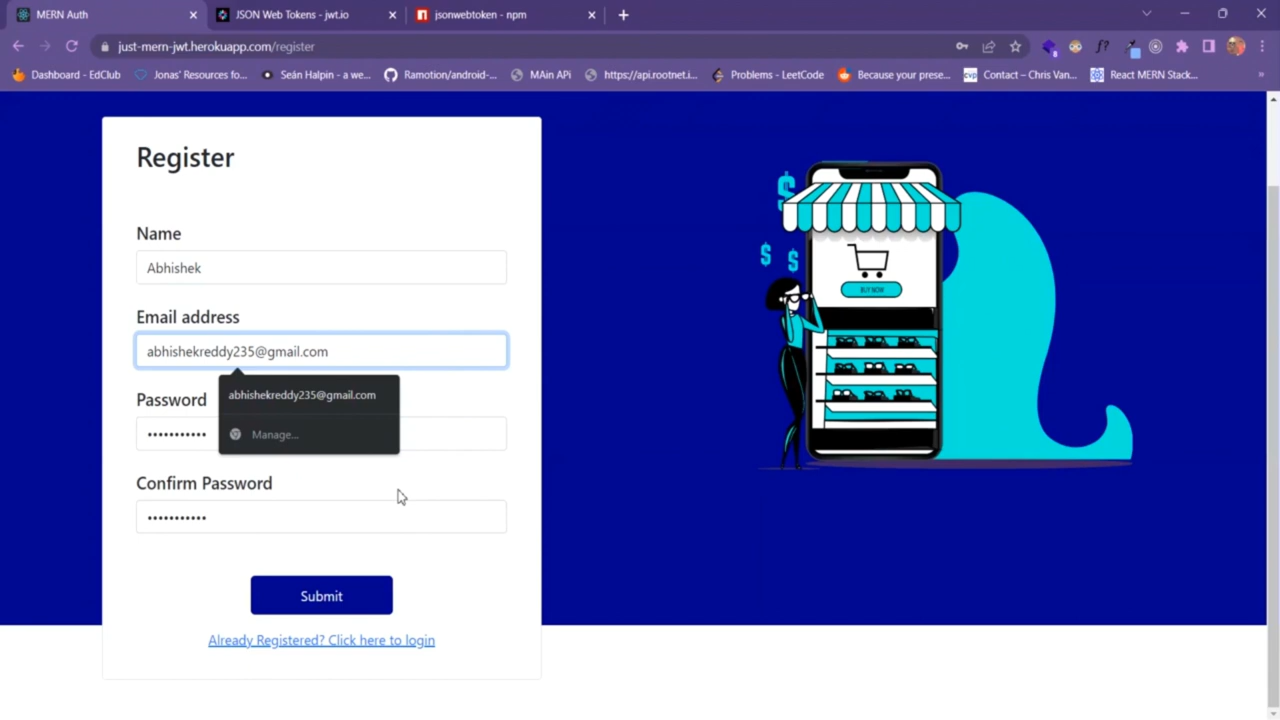 MERN Auth
JSON Web Tokens - jwt.io
jsonwebtoken - npm
just-mern-jwt.herokuapp.com/register
Dashboard - EdClub
Jonas' Resources fo...
Seán Halpin - a we...
Ramotion/android-...
MAin APi
https://api.rootnet.i...
Problems - LeetCode
Because your prese...
cvp
Contact – Chris Van...
React MERN Stack...
»
Register
Name
Abhishek
Email address
abhishekreddy235@gmail.com
abhishekreddy235@gmail.com
Password
•••••••••••
Manage...
Confirm Password
•••••••••••
Submit
Already Registered? Click here to login
$
$ $
BUY NOW